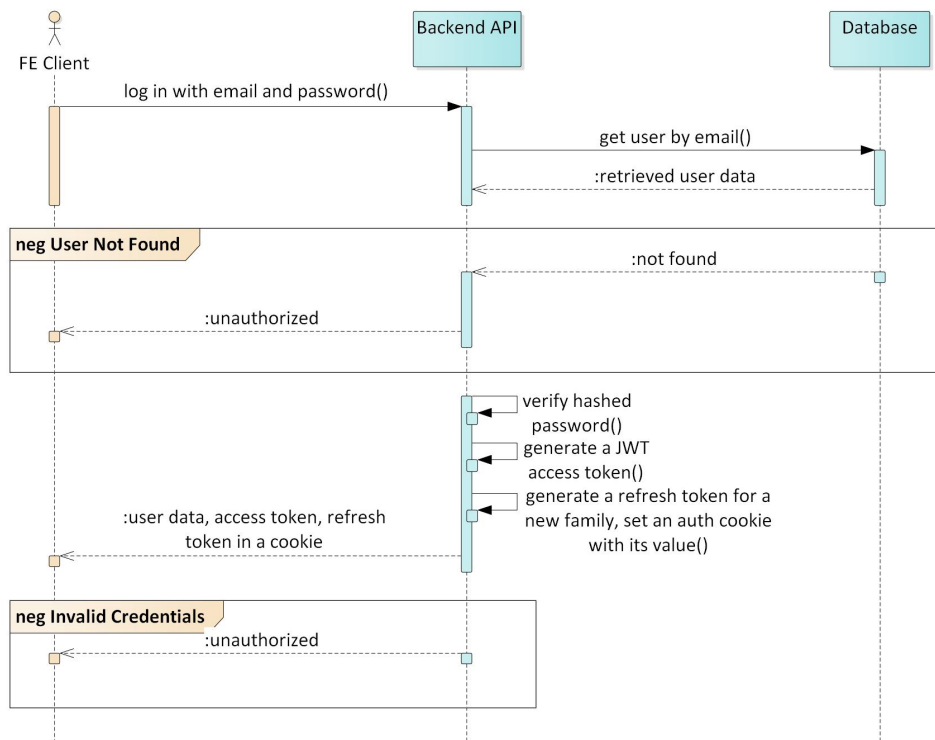 FE Client
Backend API
Database
log in with email and password()
get user by email()
:retrieved user data
neg User Not Found
:not found
:unauthorized
verify hashed
password()
generate a JWT
access token()
generate a refresh token for a
new family, set an auth cookie
with its value()
:user data, access token, refresh
token in a cookie
neg Invalid Credentials
:unauthorized